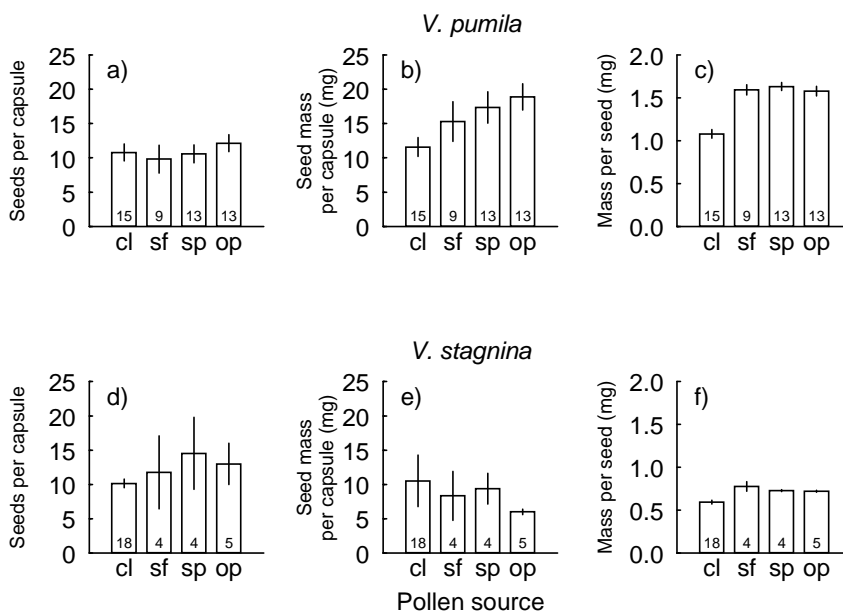 V. pumila
a)
Seeds per capsule
25
20
15
10
5
0
15 9 13 13
cl sf sp op
b)
Seed mass
per capsule (mg)
25
20
15
10
5
0
15 9 13 13
cl sf sp op
c)
Mass per seed (mg)
2.0
1.5
1.0
0.5
0.0
15 9 13 13
cl sf sp op
V. stagnina
d)
Seeds per capsule
25
20
15
10
5
0
18 4 4 5
cl sf sp op
e)
Seed mass
per capsule (mg)
25
20
15
10
5
0
18 4 4 5
cl sf sp op
f)
Mass per seed (mg)
2.0
1.5
1.0
0.5
0.0
18 4 4 5
cl sf sp op
Pollen source